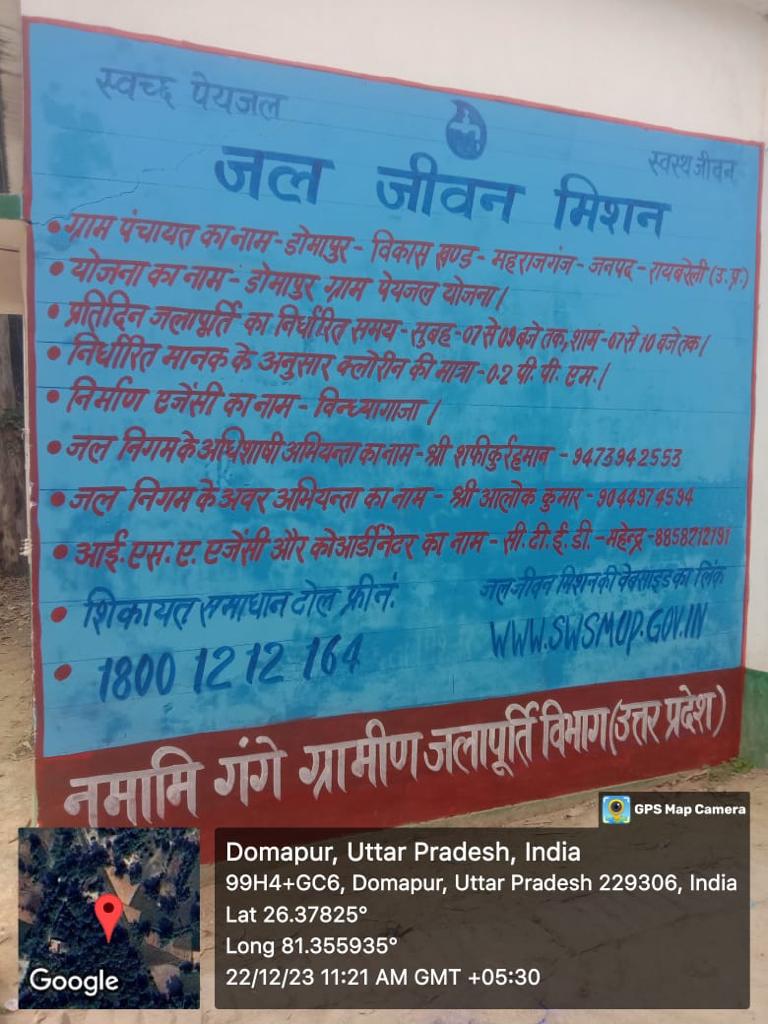 स्वच्छ पेयजल
स्वस्थ जीवन
जल जीवन मिशन
• ग्राम पंचायत का नाम - डोमापुर - विकास खण्ड - महराजगंज - जनपद - रायबरेली (उ.प्र.)
• योजना का नाम - डोमापुर ग्राम पेयजल योजना।
• प्रतिदिन जलापूर्ति का निर्धारित समय - सुबह - 07 से 09 बजे तक, शाम - 07 से 10 बजे तक।
• निर्धारित मानक के अनुसार क्लोरीन की मात्रा - 0.2 पी. पी. एम.।
• निर्माण एजेंसी का नाम - विन्ध्यागाजा।
• जल निगम के अधिशाषी अभियन्ता का नाम - श्री शफीकुर्रहमान - 9473942553
• जल निगम के अवर अभियन्ता का नाम - श्री आलोक कुमार - 9044974594
• आई.एस.ए. एजेंसी और कोआर्डीनेटर का नाम - सी.टी.ई.डी. - महेन्द्र - 8858712191
• शिकायत समाधान टोल फ्री नं.
• 1800 12 12 164
जल जीवन मिशन की वेबसाइड का लिंक
WWW.SWSMUP.GOV.IN
नमामि गंगे ग्रामीण जलापूर्ति विभाग (उत्तर प्रदेश)
GPS Map Camera
Domapur, Uttar Pradesh, India
99H4+GC6, Domapur, Uttar Pradesh 229306, India
Lat 26.37825°
Long 81.355935°
22/12/23 11:21 AM GMT +05:30
Google